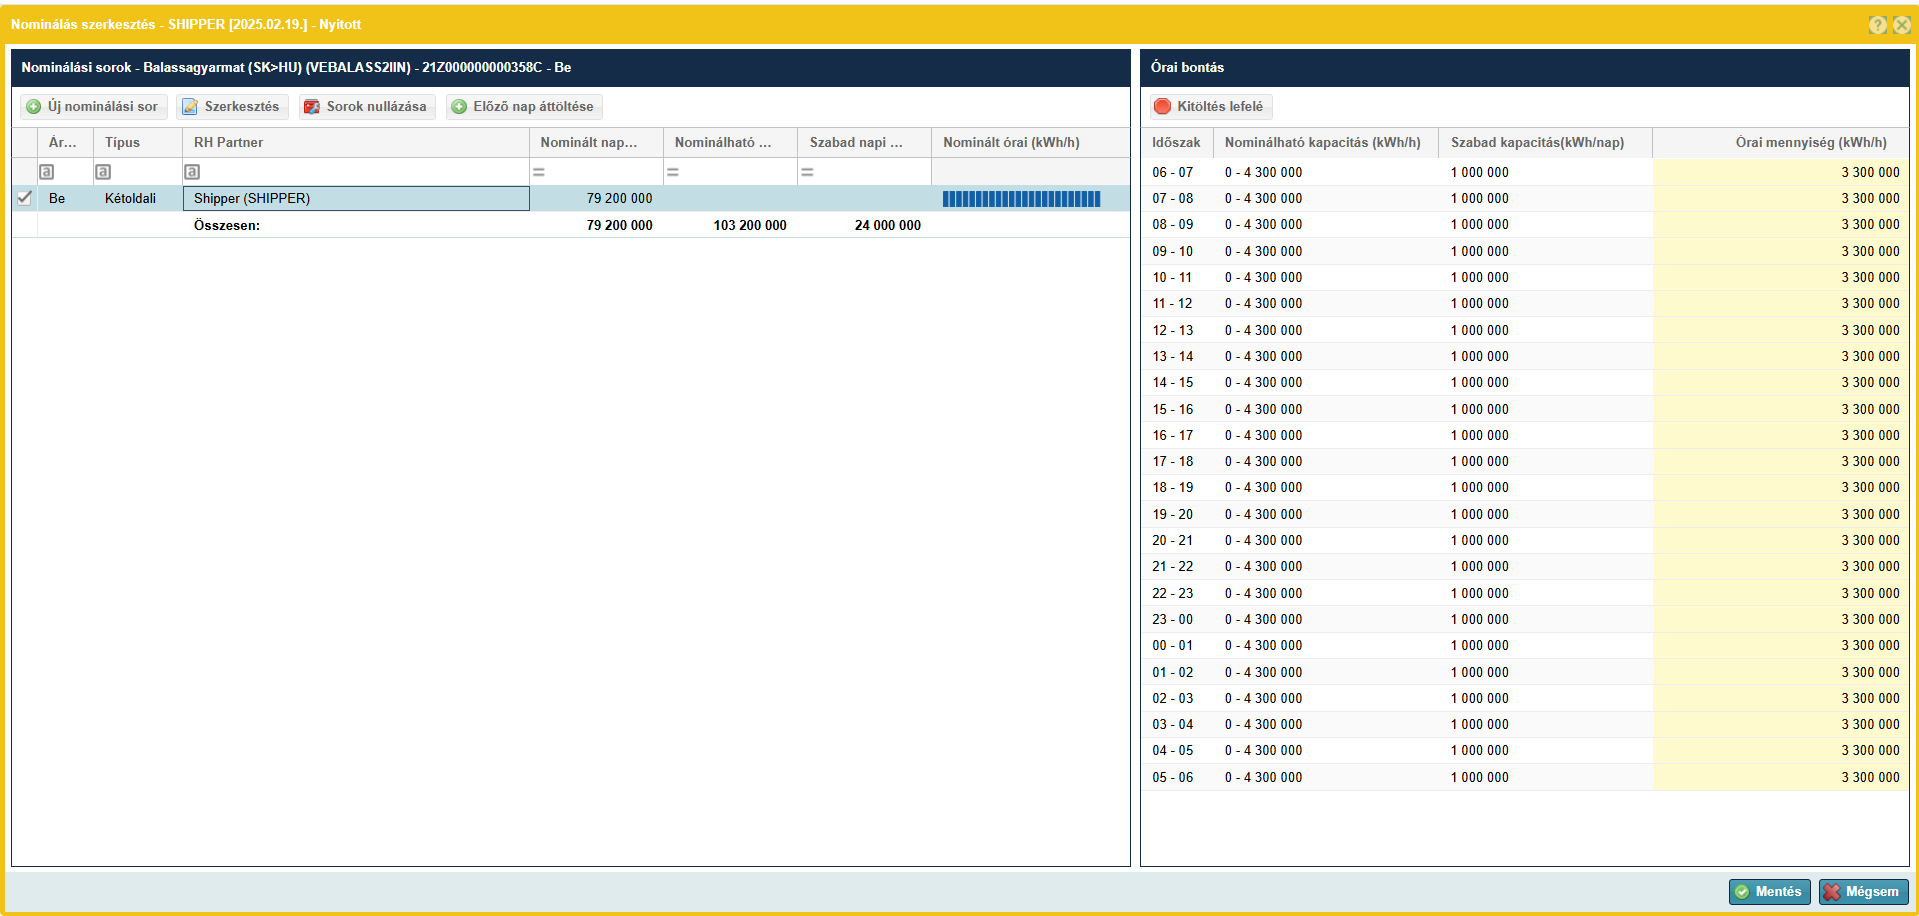 Nominálás szerkesztés - SHIPPER [2025.02.19.] - Nyitott
Nominálási sorok - Balassagyarmat (SK>HU) (VEBALASS2IIN) - 21Z000000000358C - Be
Új nominálási sor Szerkesztés Sorok nullázása Előző nap áttöltése
Ár... Típus RH Partner Nominált nap... Nominálható ... Szabad napi ... Nominált órai (kWh/h)
Be Kétoldali Shipper (SHIPPER) 79 200 000
Összesen: 79 200 000 103 200 000 24 000 000
Órai bontás
Kitöltés lefelé
Időszak Nominálható kapacitás (kWh/h) Szabad kapacitás(kWh/nap) Órai mennyiség (kWh/h)
06 - 07 0 - 4 300 000 1 000 000 3 300 000
07 - 08 0 - 4 300 000 1 000 000 3 300 000
08 - 09 0 - 4 300 000 1 000 000 3 300 000
09 - 10 0 - 4 300 000 1 000 000 3 300 000
10 - 11 0 - 4 300 000 1 000 000 3 300 000
11 - 12 0 - 4 300 000 1 000 000 3 300 000
12 - 13 0 - 4 300 000 1 000 000 3 300 000
13 - 14 0 - 4 300 000 1 000 000 3 300 000
14 - 15 0 - 4 300 000 1 000 000 3 300 000
15 - 16 0 - 4 300 000 1 000 000 3 300 000
16 - 17 0 - 4 300 000 1 000 000 3 300 000
17 - 18 0 - 4 300 000 1 000 000 3 300 000
18 - 19 0 - 4 300 000 1 000 000 3 300 000
19 - 20 0 - 4 300 000 1 000 000 3 300 000
20 - 21 0 - 4 300 000 1 000 000 3 300 000
21 - 22 0 - 4 300 000 1 000 000 3 300 000
22 - 23 0 - 4 300 000 1 000 000 3 300 000
23 - 00 0 - 4 300 000 1 000 000 3 300 000
00 - 01 0 - 4 300 000 1 000 000 3 300 000
01 - 02 0 - 4 300 000 1 000 000 3 300 000
02 - 03 0 - 4 300 000 1 000 000 3 300 000
03 - 04 0 - 4 300 000 1 000 000 3 300 000
04 - 05 0 - 4 300 000 1 000 000 3 300 000
05 - 06 0 - 4 300 000 1 000 000 3 300 000
Mentés Mégsem